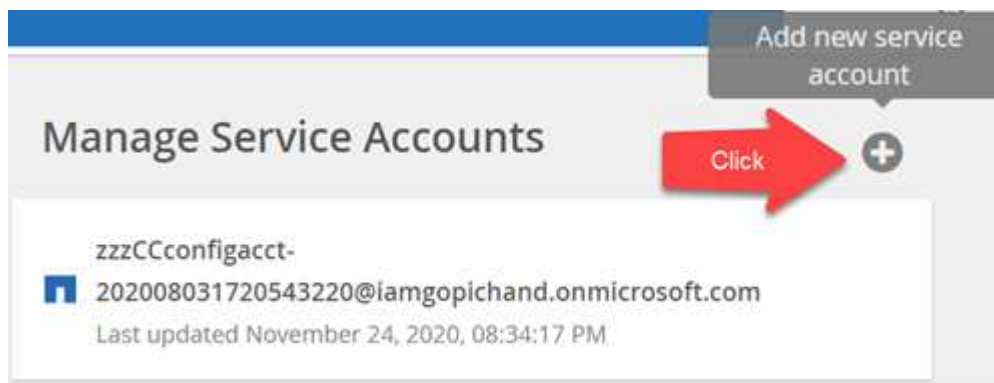 Add new service
account
Manage Service Accounts
Click
zzzCCconfigacct-
202008031720543220@iamgopichand.onmicrosoft.com
Last updated November 24, 2020, 08:34:17 PM